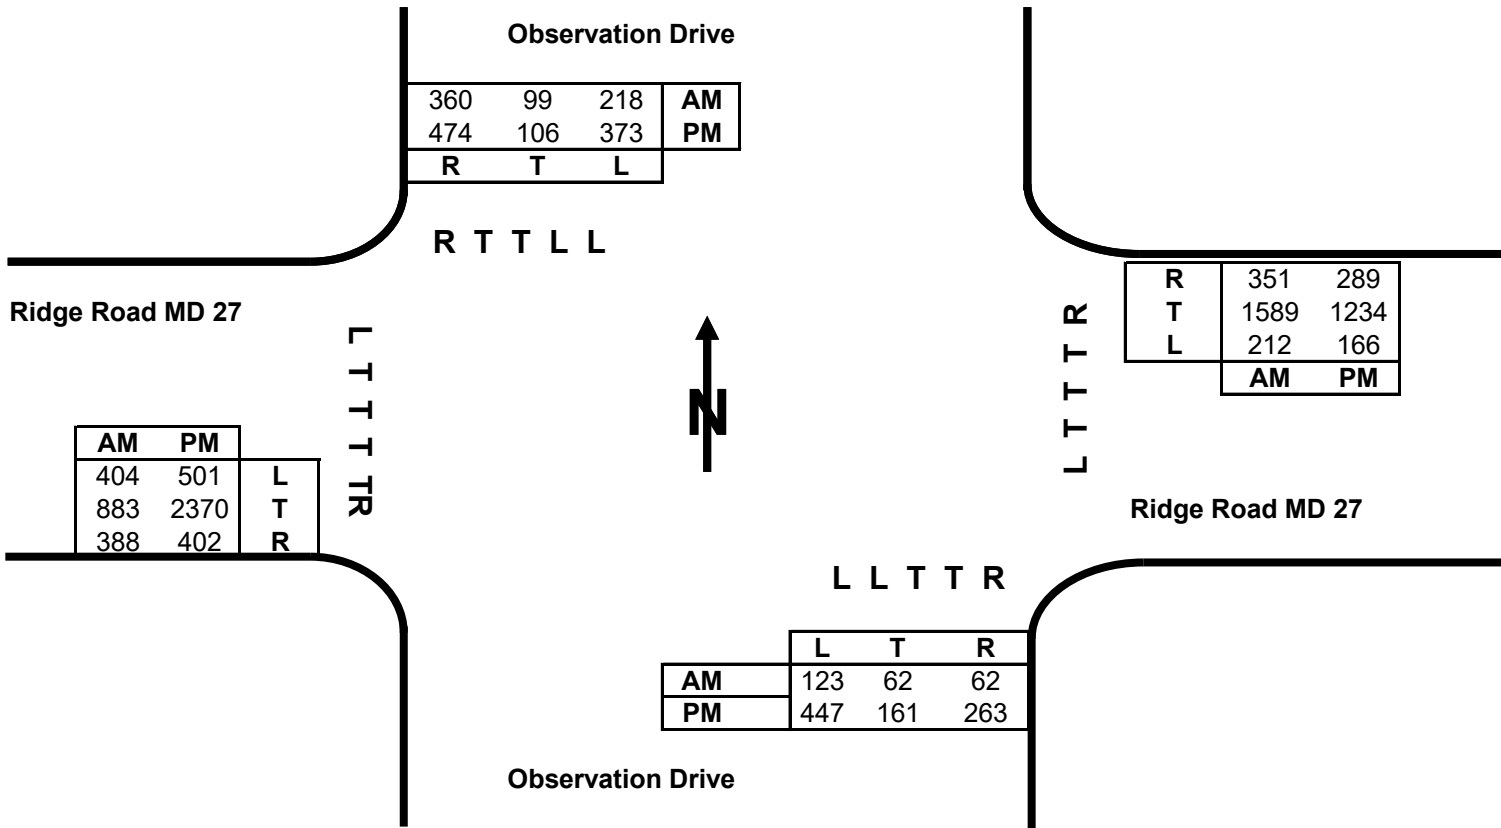 Observation Drive
360 99 218 AM
474 106 373 PM
R T L
R T T L L
Ridge Road MD 27
L T T T TR
AM PM
404 501 L
883 2370 T
388 402 R
N
L T T T R
R 351 289
T 1589 1234
L 212 166
AM PM
Ridge Road MD 27
L L T T R
L T R
AM 123 62 62
PM 447 161 263
Observation Drive